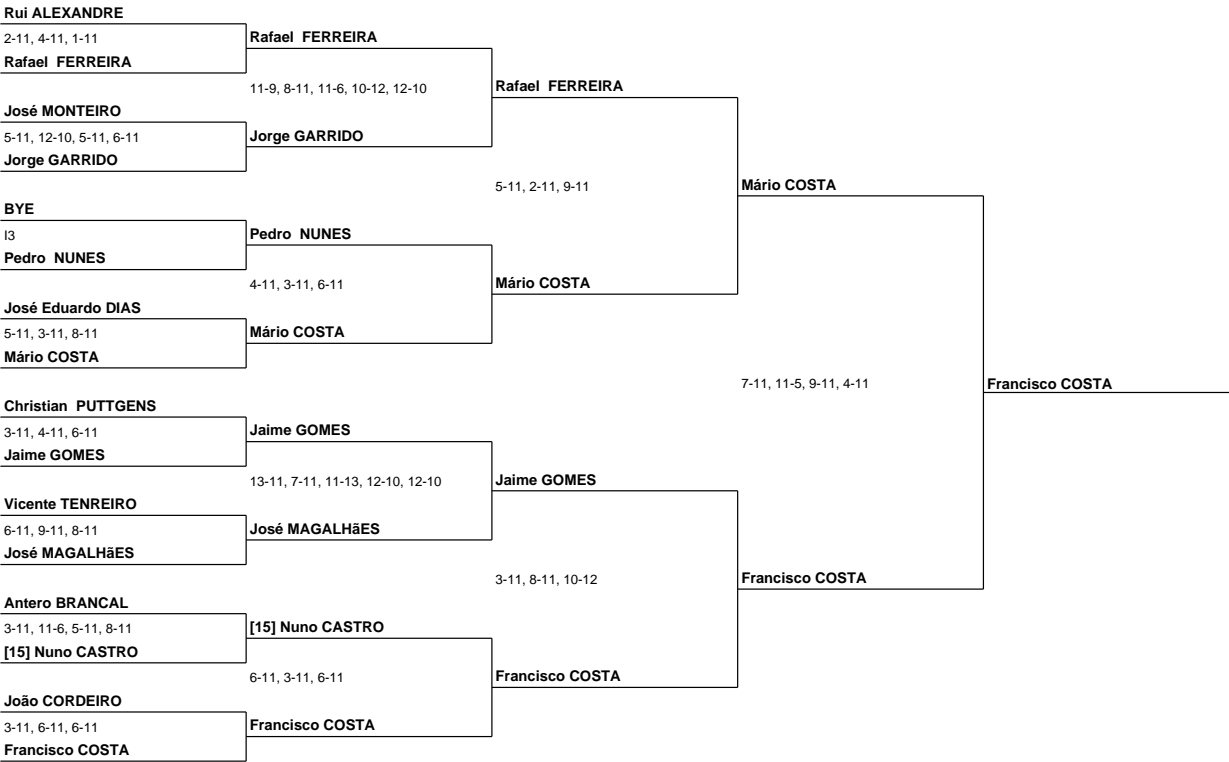 Rui ALEXANDRE
2-11, 4-11, 1-11
Rafael  FERREIRA
Rafael  FERREIRA
11-9, 8-11, 11-6, 10-12, 12-10
Rafael  FERREIRA
José MONTEIRO
5-11, 12-10, 5-11, 6-11
Jorge GARRIDO
Jorge GARRIDO
5-11, 2-11, 9-11
Mário COSTA
BYE
I3
Pedro  NUNES
Pedro  NUNES
4-11, 3-11, 6-11
Mário COSTA
José Eduardo DIAS
5-11, 3-11, 8-11
Mário COSTA
Mário COSTA
7-11, 11-5, 9-11, 4-11
Francisco COSTA
Christian  PUTTGENS
3-11, 4-11, 6-11
Jaime GOMES
Jaime GOMES
13-11, 7-11, 11-13, 12-10, 12-10
Jaime GOMES
Vicente TENREIRO
6-11, 9-11, 8-11
José MAGALHãES
José MAGALHãES
3-11, 8-11, 10-12
Francisco COSTA
Antero BRANCAL
3-11, 11-6, 5-11, 8-11
[15] Nuno CASTRO
[15] Nuno CASTRO
6-11, 3-11, 6-11
Francisco COSTA
João CORDEIRO
3-11, 6-11, 6-11
Francisco COSTA
Francisco COSTA